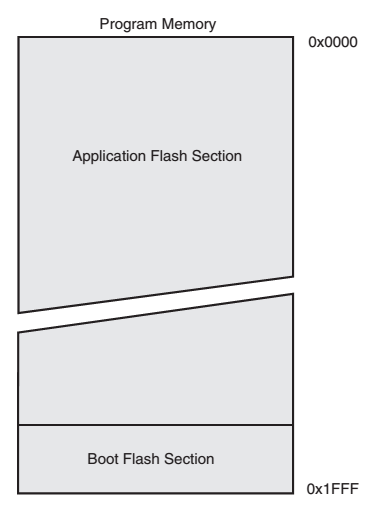 Program Memory
0x0000
Application Flash Section
Boot Flash Section
0x1FFF